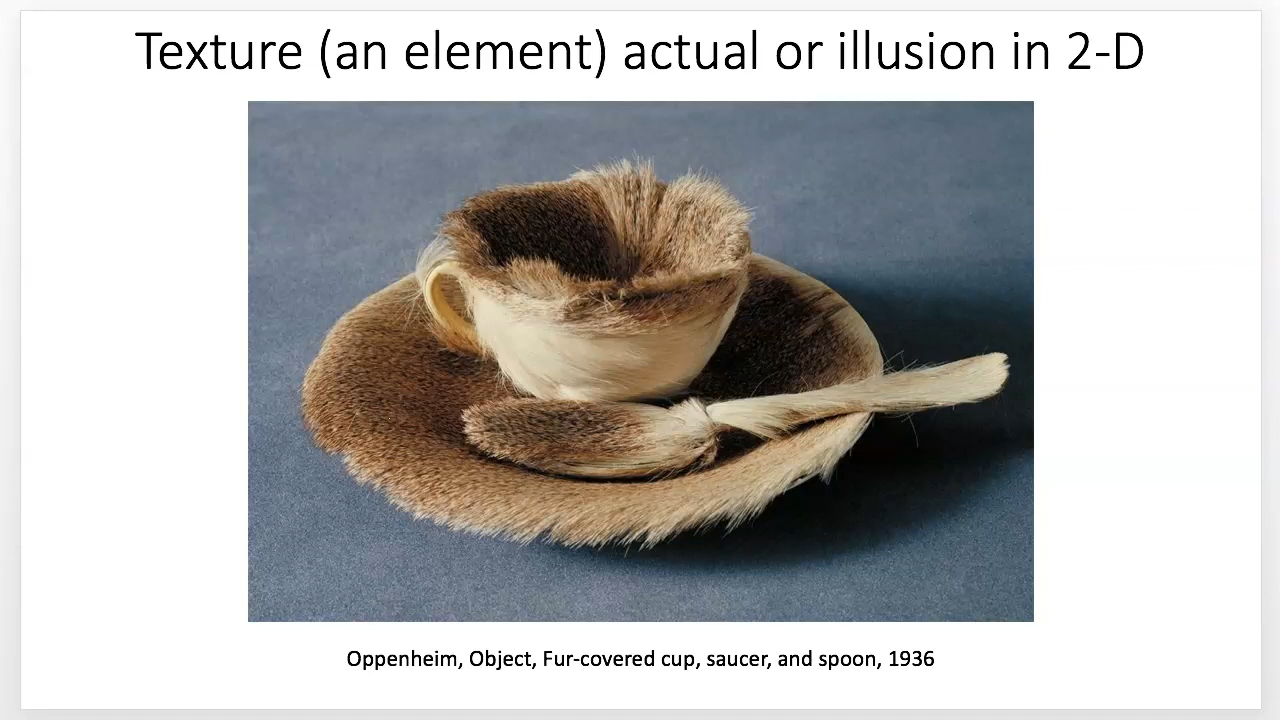 Texture (an element) actual or illusion in 2-D
Oppenheim, Object, Fur-covered cup, saucer, and spoon, 1936